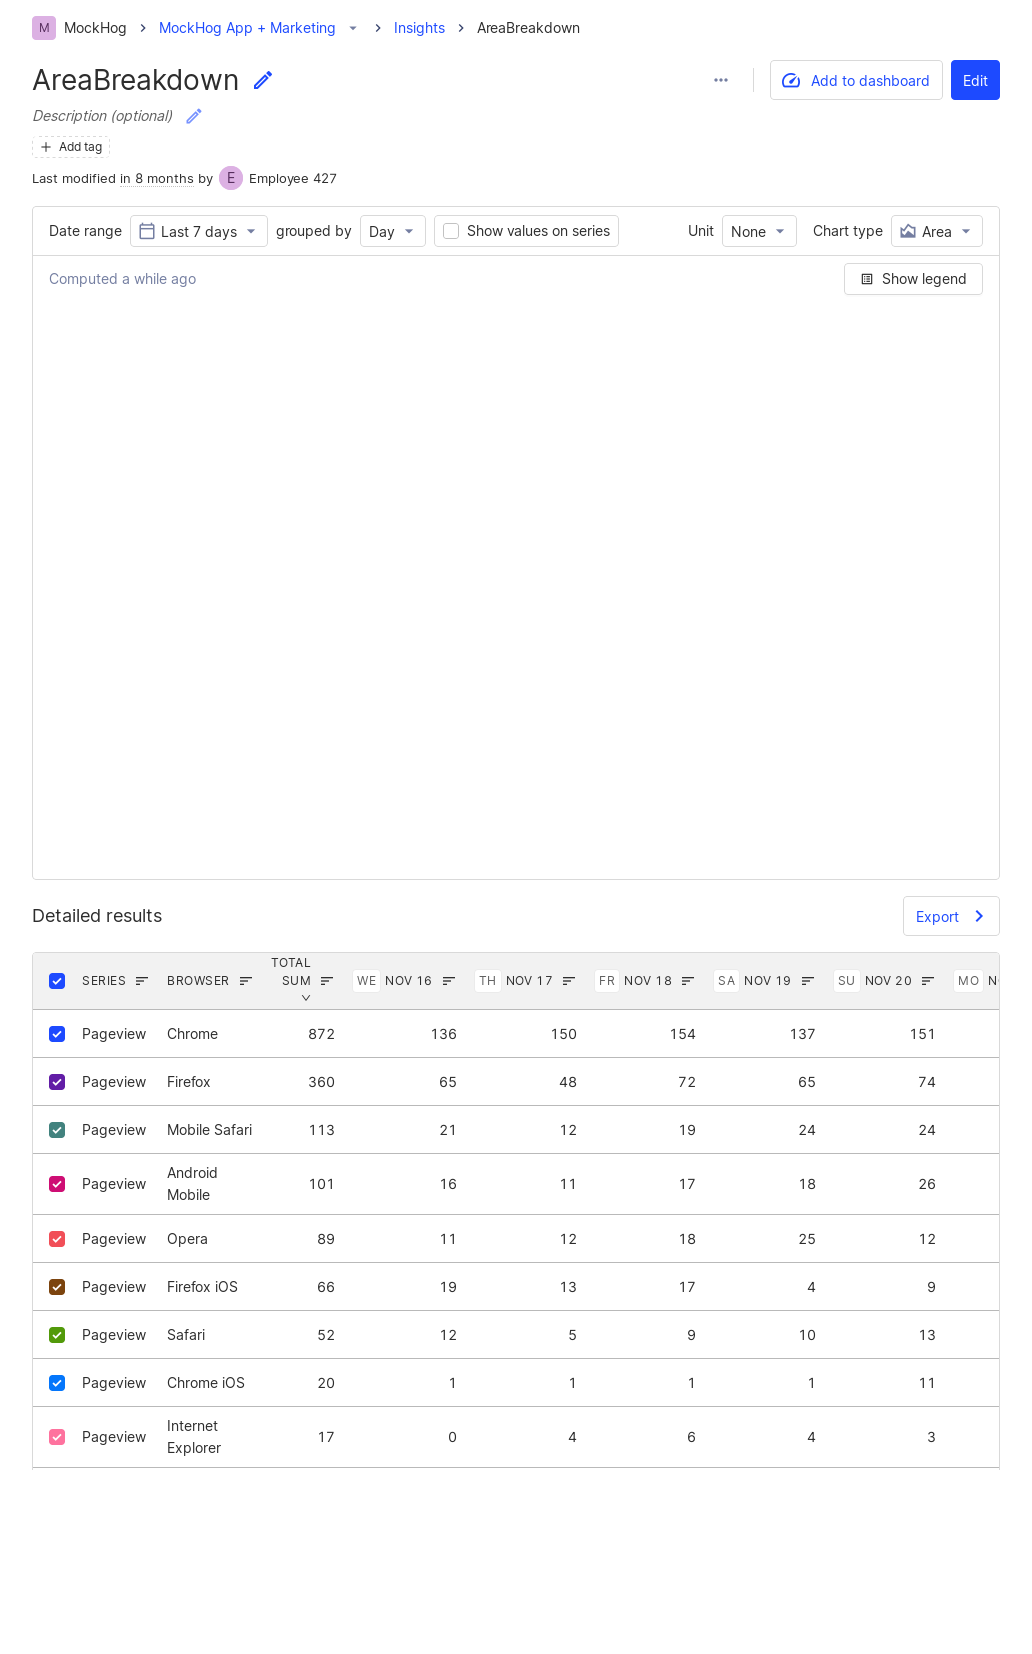 M MockHog MockHog App + Marketing Insights AreaBreakdown
AreaBreakdown
Add to dashboard Edit
Description (optional)
Add tag
Last modified in 8 months by E Employee 427
Date range Last 7 days grouped by Day Show values on series Unit None Chart type Area
Computed a while ago Show legend
Detailed results Export
SERIES BROWSER TOTAL SUM WE NOV 16 TH NOV 17 FR NOV 18 SA NOV 19 SU NOV 20 MO
Pageview Chrome 872 136 150 154 137 151
Pageview Firefox 360 65 48 72 65 74
Pageview Mobile Safari 113 21 12 19 24 24
Pageview Android Mobile 101 16 11 17 18 26
Pageview Opera 89 11 12 18 25 12
Pageview Firefox iOS 66 19 13 17 4 9
Pageview Safari 52 12 5 9 10 13
Pageview Chrome iOS 20 1 1 1 1 11
Pageview Internet Explorer 17 0 4 6 4 3